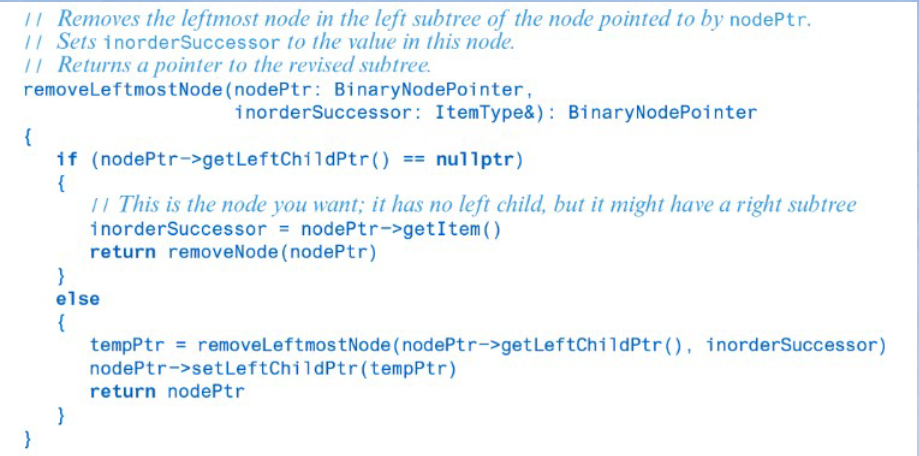 // Removes the leftmost node in the left subtree of the node pointed to by nodePtr.
// Sets inorderSuccessor to the value in this node.
// Returns a pointer to the revised subtree.
removeLeftmostNode(nodePtr: BinaryNodePointer,
                   inorderSuccessor: ItemType&): BinaryNodePointer
{
   if (nodePtr->getLeftChildPtr() == nullptr)
   {
      // This is the node you want; it has no left child, but it might have a right subtree
      inorderSuccessor = nodePtr->getItem()
      return removeNode(nodePtr)
   }
   else
   {
      tempPtr = removeLeftmostNode(nodePtr->getLeftChildPtr(), inorderSuccessor)
      nodePtr->setLeftChildPtr(tempPtr)
      return nodePtr
   }
}